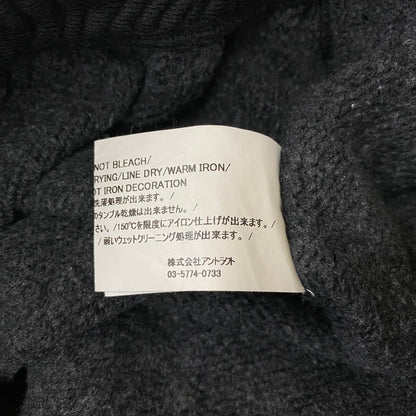 NOT BLEACH/
RYING/LINE DRY/WARM IRON/
OT IRON DECORATION
洗濯処理が出来ます。/
のタンブル乾燥は出来ません。
さい。/150℃を限度にアイロン仕上げが出来ます。/
/弱いウェットクリーニング処理が出来ます。/
株式会社アントラクト
03-5774-0733